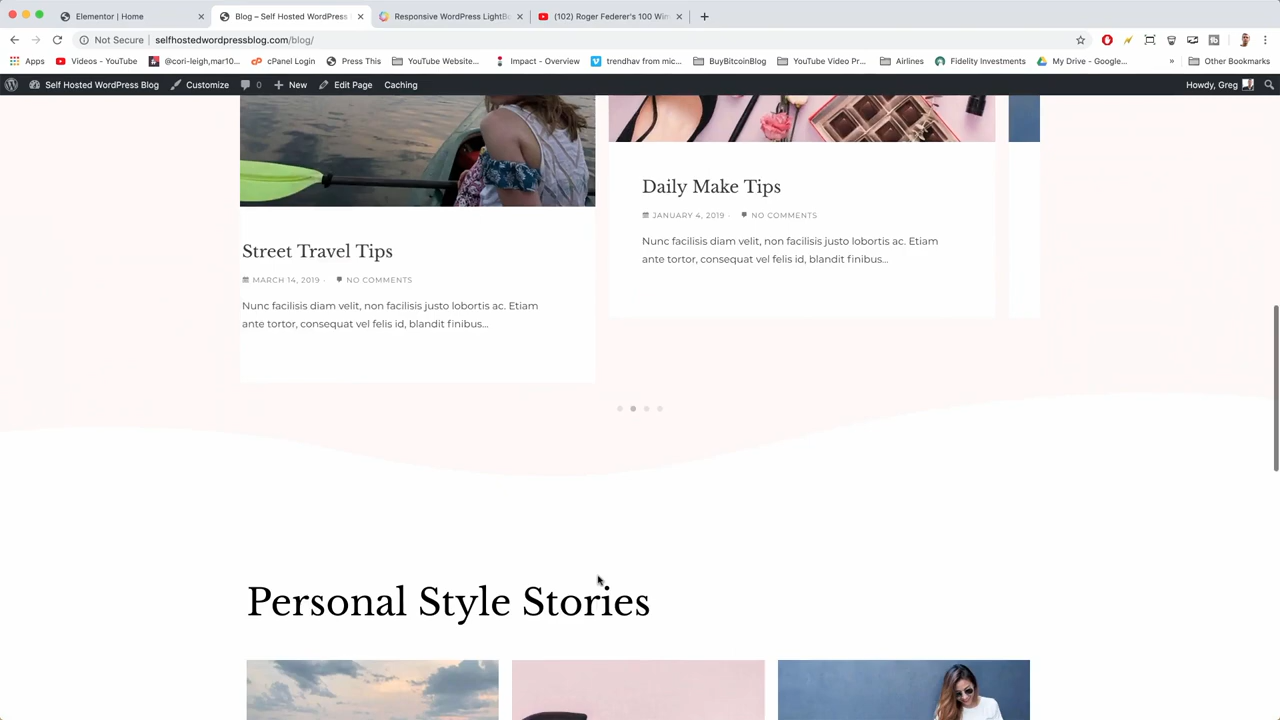 Elementor | Home
Blog – Self Hosted WordPress
Responsive WordPress LightBo
(102) Roger Federer's 100 Win
Not Secure | selfhostedwordpressblog.com/blog/
Apps
Videos - YouTube
@cori-leigh,mar10...
cPanel Login
Press This
YouTube Website...
Impact - Overview
trendhav from mic...
BuyBitcoinBlog
YouTube Video Pr...
Airlines
Fidelity Investments
My Drive - Google...
»
Other Bookmarks
Self Hosted WordPress Blog
Customize
0
New
Edit Page
Caching
Howdy, Greg
Daily Make Tips
JANUARY 4, 2019 · NO COMMENTS
Nunc facilisis diam velit, non facilisis justo lobortis ac. Etiam
ante tortor, consequat vel felis id, blandit finibus...
Street Travel Tips
MARCH 14, 2019 · NO COMMENTS
Nunc facilisis diam velit, non facilisis justo lobortis ac. Etiam
ante tortor, consequat vel felis id, blandit finibus...
Personal Style Stories